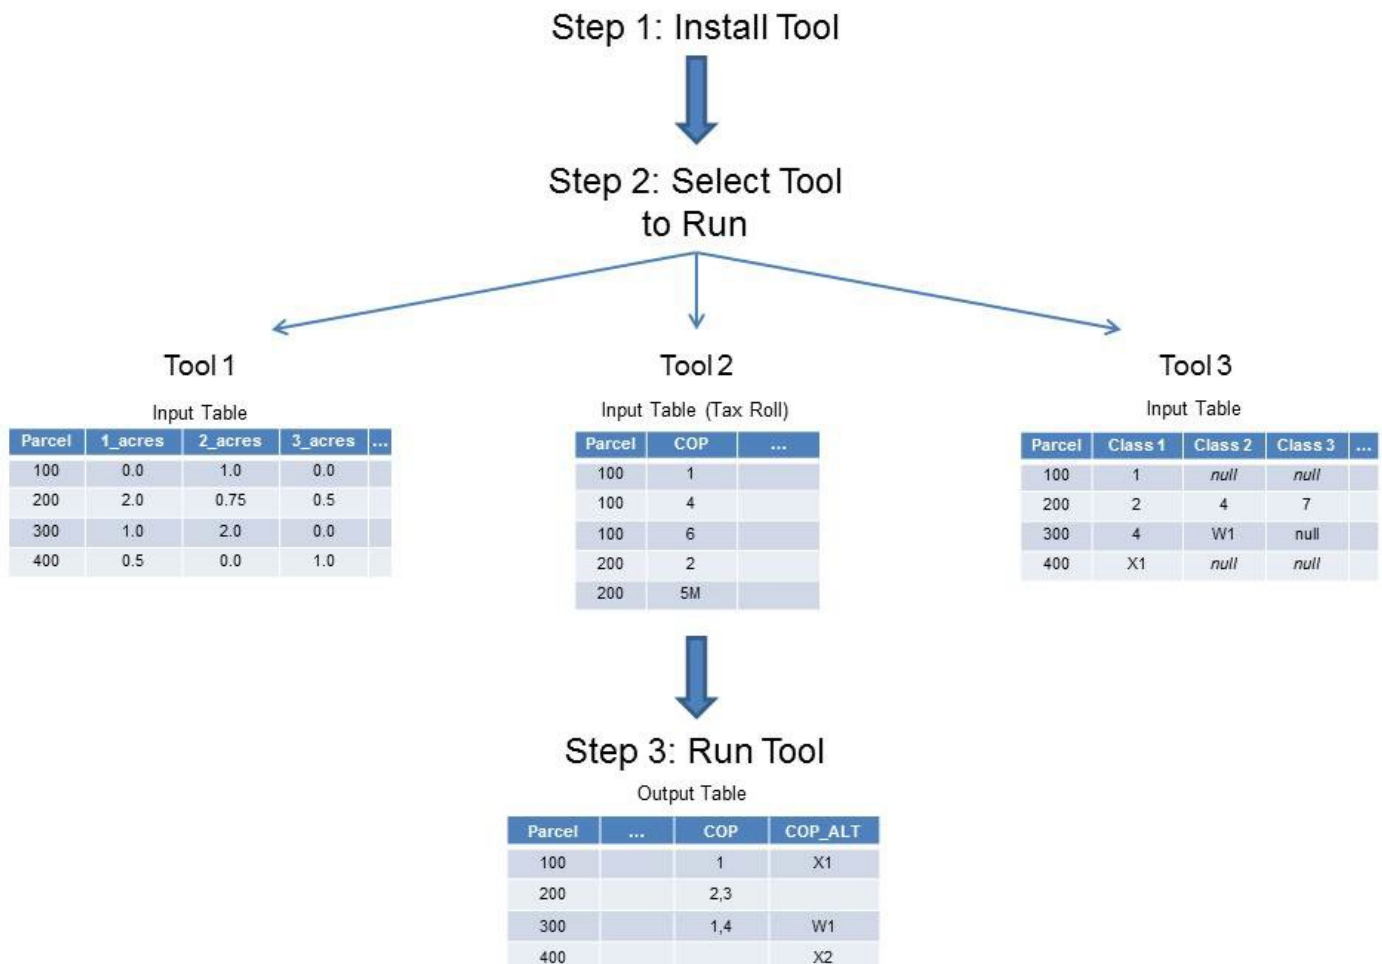 Step 1: Install Tool
Step 2: Select Tool
to Run
Tool 1
Input Table
Parcel 1_acres 2_acres 3_acres ...
100 0.0 1.0 0.0
200 2.0 0.75 0.5
300 1.0 2.0 0.0
400 0.5 0.0 1.0
Tool 2
Input Table (Tax Roll)
Parcel COP ...
100 1
100 4
100 6
200 2
200 5M
Tool 3
Input Table
Parcel Class 1 Class 2 Class 3 ...
100 1 null null
200 2 4 7
300 4 W1 null
400 X1 null null
Step 3: Run Tool
Output Table
Parcel ... COP COP_ALT
100 1 X1
200 2,3
300 1,4 W1
400 X2